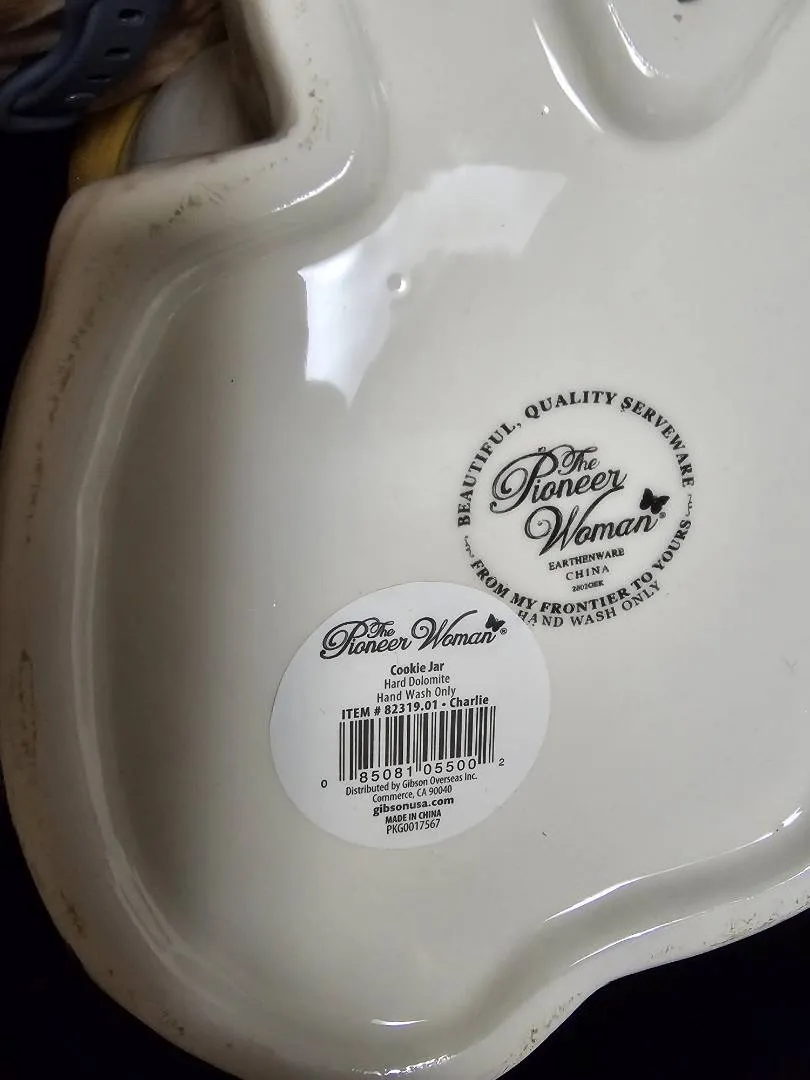 BEAUTIFUL, QUALITY SERVEWARE
The
Pioneer
Woman®
EARTHENWARE
CHINA
FROM MY FRONTIER TO YOURS
HAND WASH ONLY
The
Pioneer Woman®
Cookie Jar
Hard Dolomite
Hand Wash Only
ITEM # 82319.01 • Charlie
0 85081 05500 2
Distributed by Gibson Overseas Inc.
Commerce, CA 90040
gibsonusa.com
MADE IN CHINA
PKG0017567